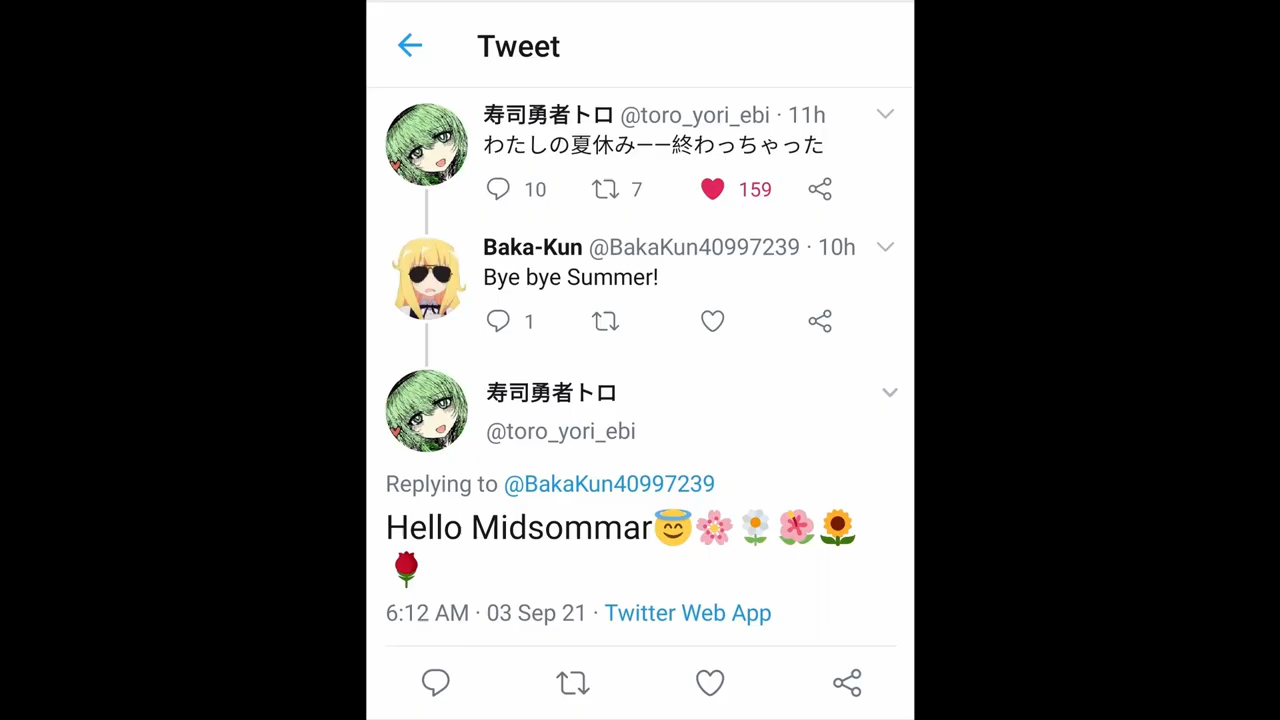 Tweet
寿司勇者トロ @toro_yori_ebi · 11h
わたしの夏休みーー終わっちゃった
10 7 159
Baka-Kun @BakaKun40997239 · 10h
Bye bye Summer!
1
寿司勇者トロ
@toro_yori_ebi
Replying to @BakaKun40997239
Hello Midsommar😇🌸🌼🌺🌻
🌹
6:12 AM · 03 Sep 21 · Twitter Web App